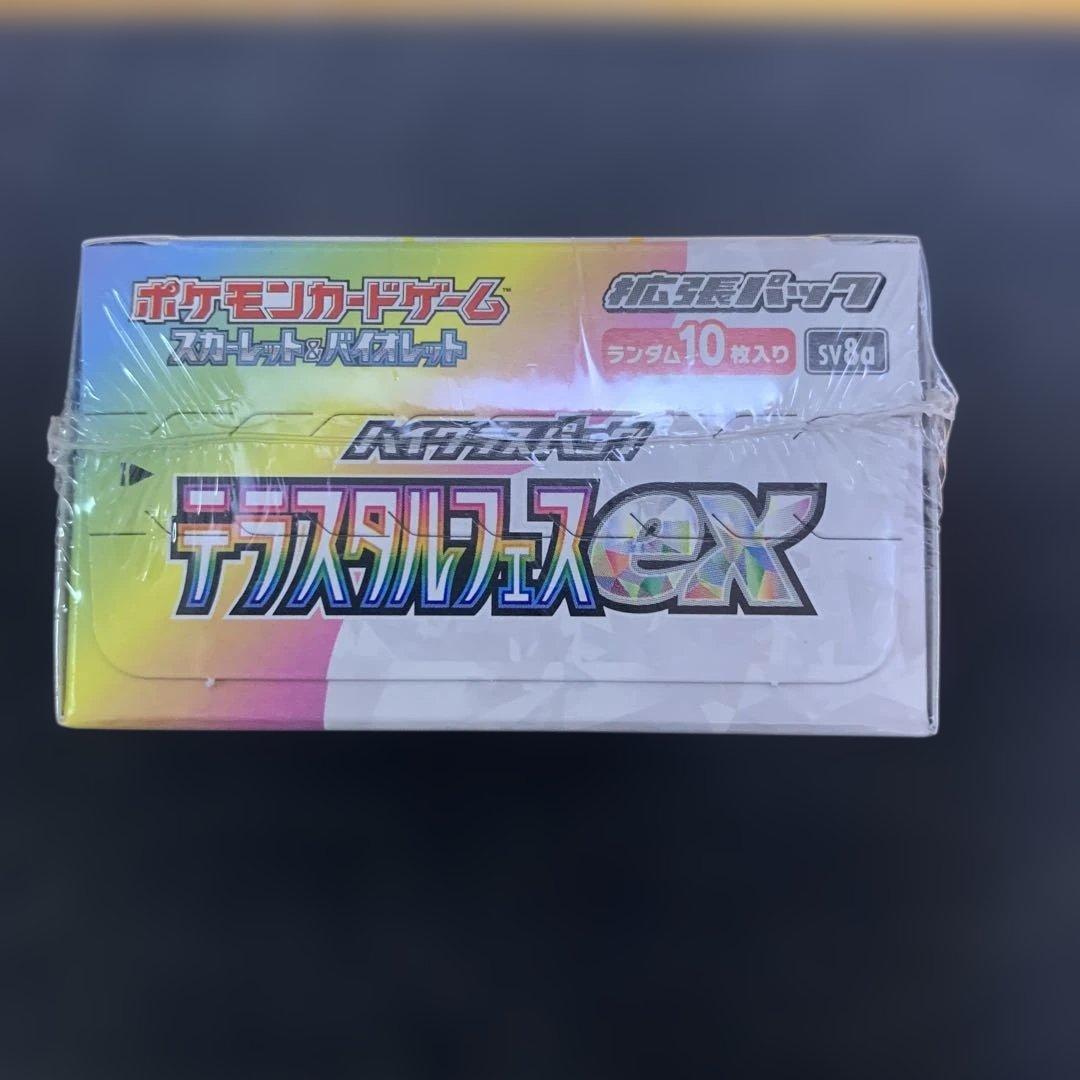 ポケモンカードゲーム™
スカーレット&バイオレット
拡張パック
ランダム10枚入り
sv8a
ハイクラスパック
テラスタルフェスex